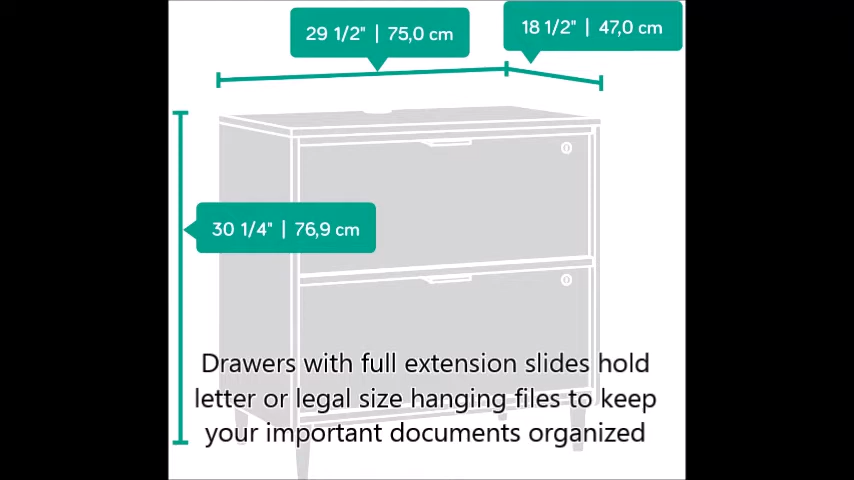 29 1/2" | 75,0 cm
18 1/2" | 47,0 cm
30 1/4" | 76,9 cm
Drawers with full extension slides hold
letter or legal size hanging files to keep
your important documents organized